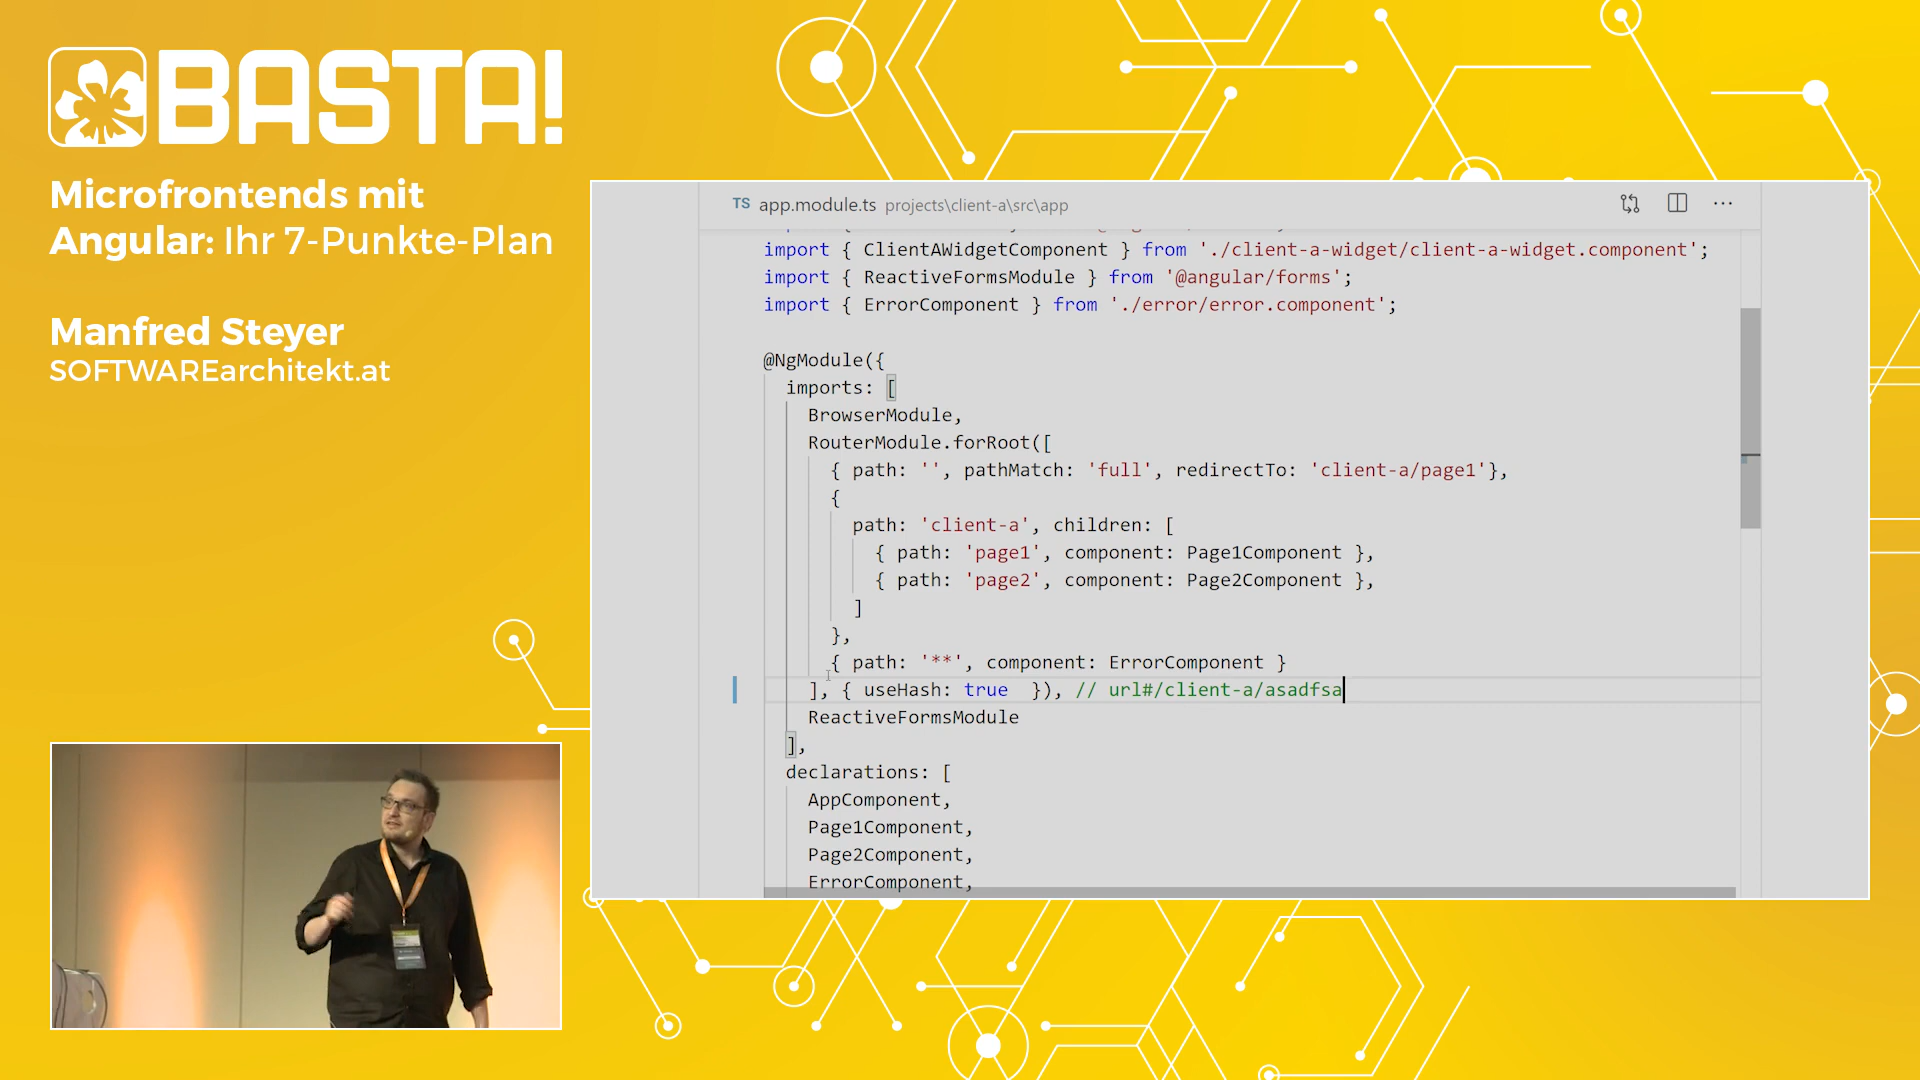 BASTA!
Microfrontends mit
Angular: Ihr 7-Punkte-Plan
Manfred Steyer
SOFTWAREarchitekt.at
TS app.module.ts projects\client-a\src\app ...
import { ClientAWidgetComponent } from './client-a-widget/client-a-widget.component';
import { ReactiveFormsModule } from '@angular/forms';
import { ErrorComponent } from './error/error.component';
@NgModule({
imports: [
BrowserModule,
RouterModule.forRoot([
{ path: '', pathMatch: 'full', redirectTo: 'client-a/page1'},
{
path: 'client-a', children: [
{ path: 'page1', component: Page1Component },
{ path: 'page2', component: Page2Component },
]
},
{ path: '**', component: ErrorComponent }
], { useHash: true }), // url#/client-a/asadfsa
ReactiveFormsModule
],
declarations: [
AppComponent,
Page1Component,
Page2Component,
ErrorComponent,